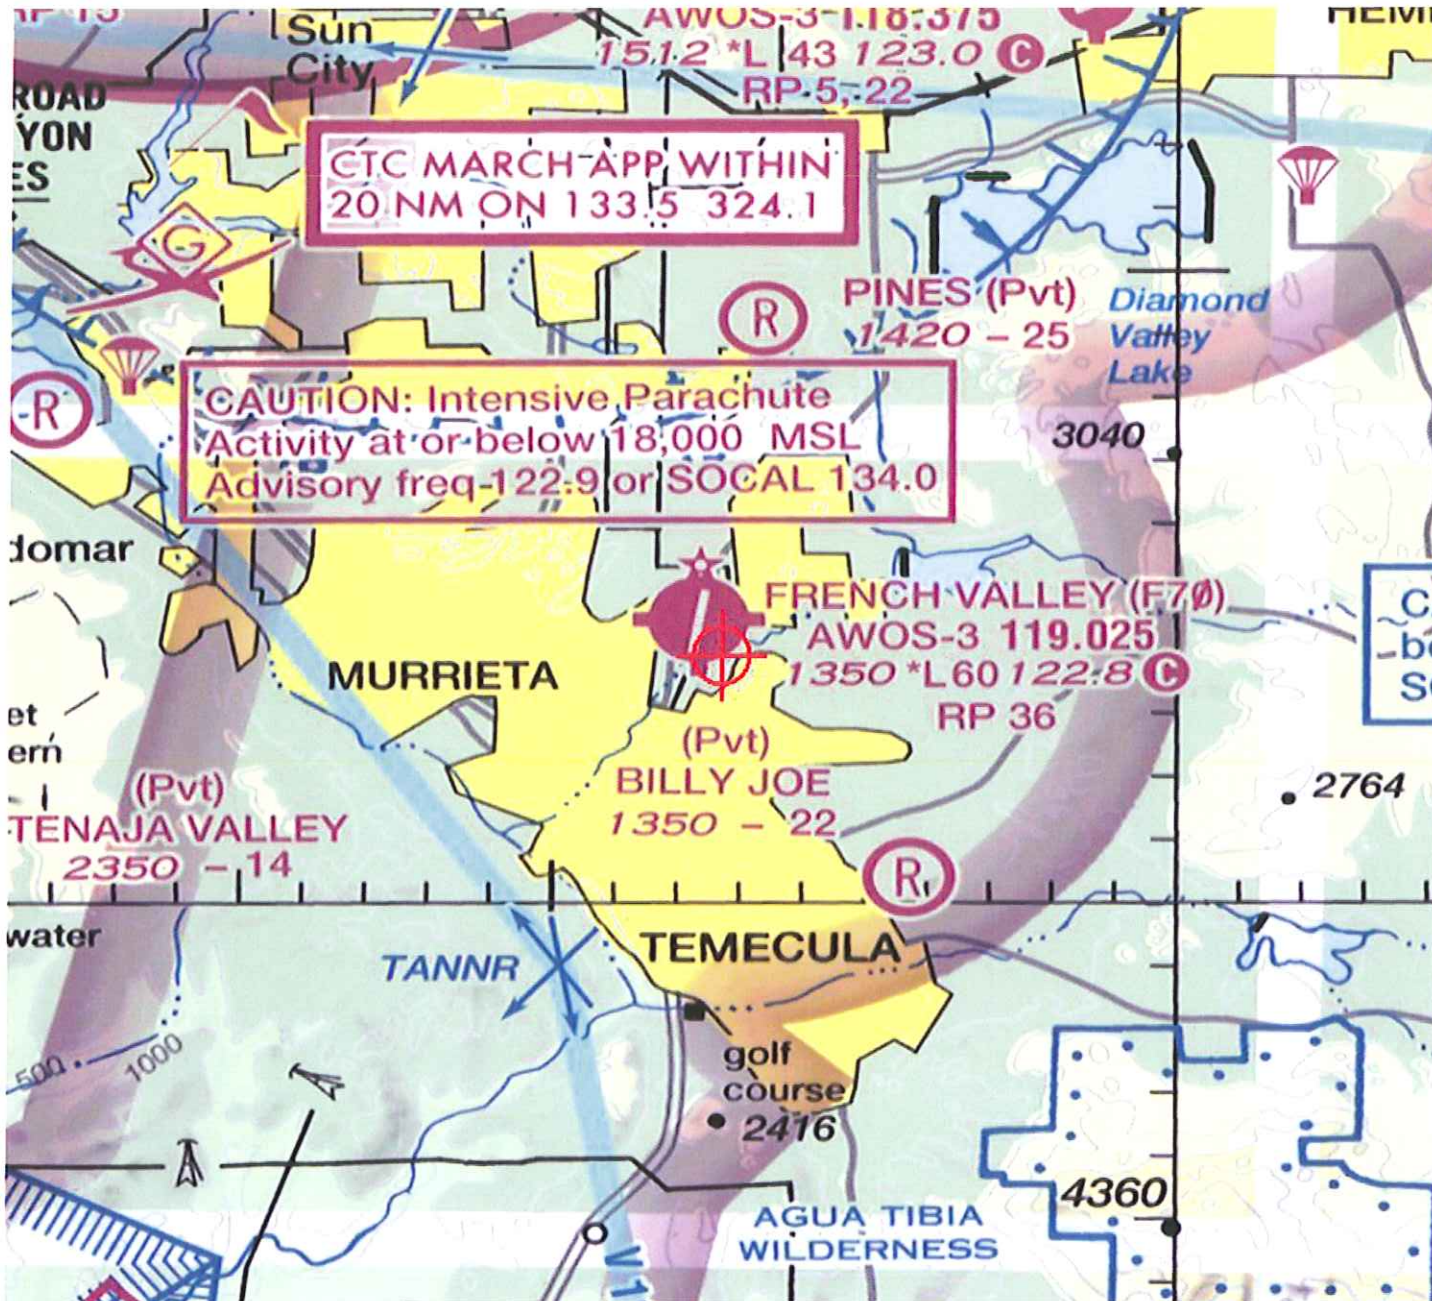 Sun
City
AWOS-3 118.375
1512 *L 43 123.0 C
RP 5, 22
ROAD
YON
ES
CTC MARCH APP WITHIN
20 NM ON 133.5 324.1
G
R
PINES (Pvt)
1420 - 25
Diamond
Valley
Lake
R
CAUTION: Intensive Parachute
Activity at or below 18,000 MSL
Advisory freq 122.9 or SOCAL 134.0
3040
domar
FRENCH VALLEY (F70)
AWOS-3 119.025
1350 *L60 122.8 C
RP 36
MURRIETA
et
ern
(Pvt)
BILLY JOE
1350 - 22
2764
(Pvt)
TENAJA VALLEY
2350 - 14
R
water
TANNR
TEMECULA
500
1000
golf
course
2416
4360
AGUA TIBIA
WILDERNESS